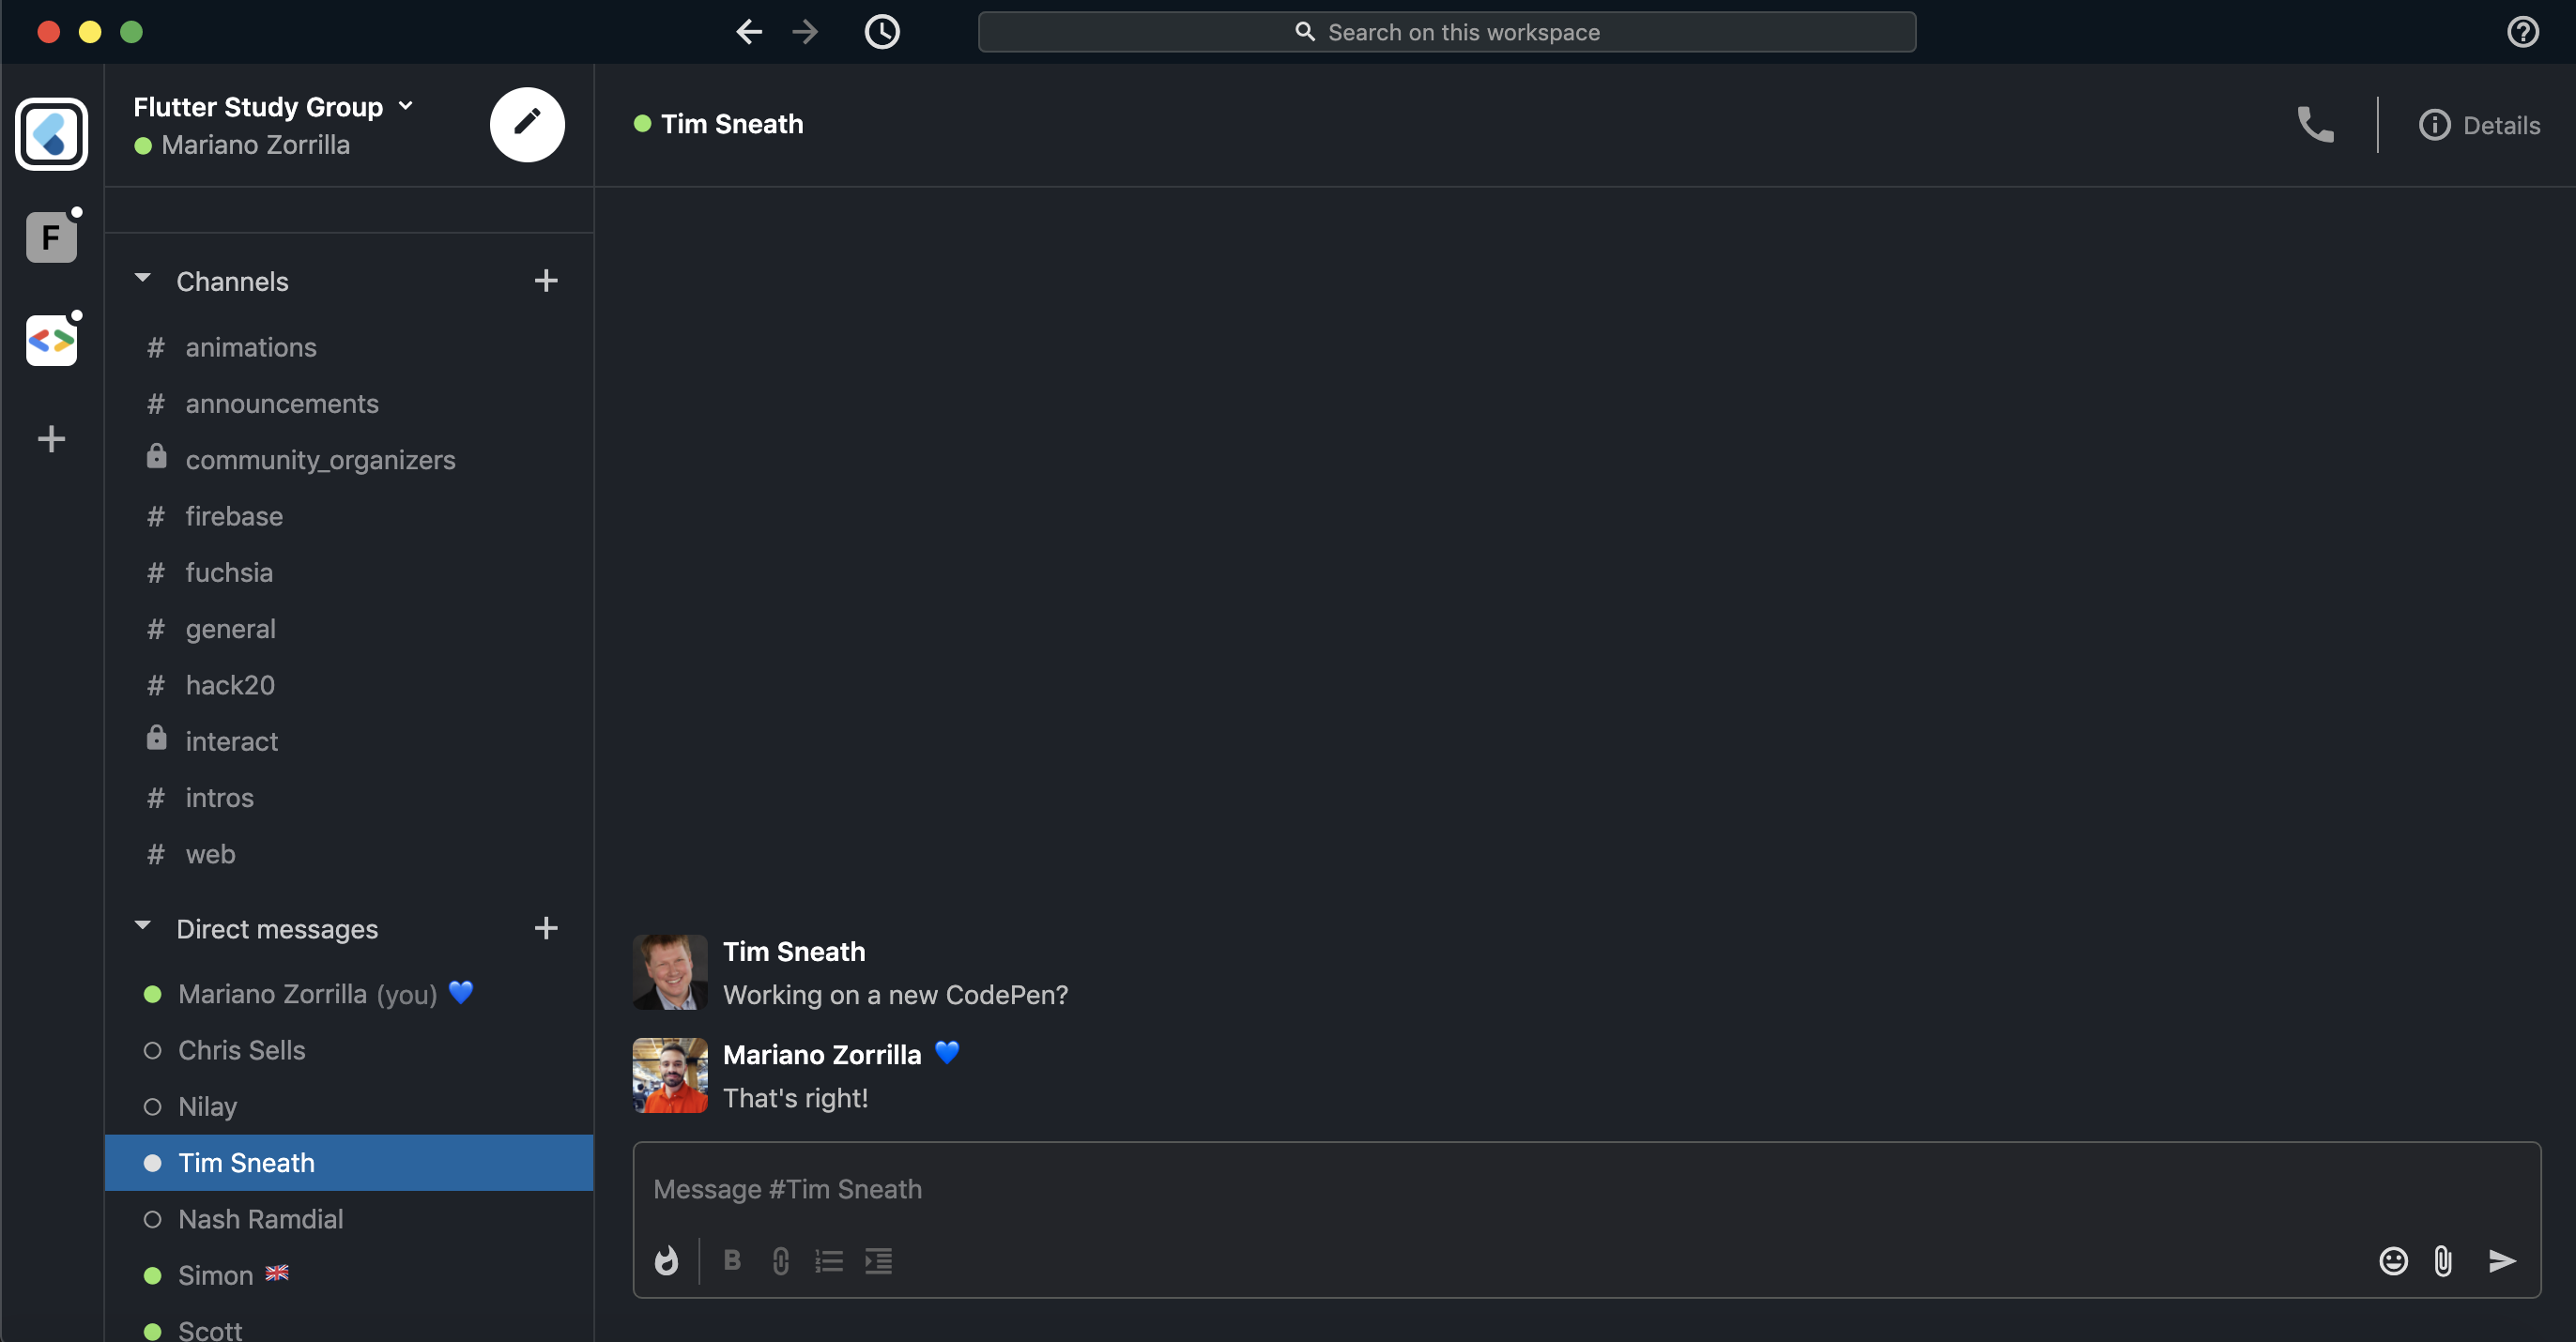 Search on this workspace
Flutter Study Group
Mariano Zorrilla
F
Channels
# animations
# announcements
community_organizers
# firebase
# fuchsia
# general
# hack20
interact
# intros
# web
Direct messages
Mariano Zorrilla (you) 💙
Chris Sells
Nilay
Tim Sneath
Nash Ramdial
Simon 🇬🇧
Scott
Tim Sneath
Details
Tim Sneath
Working on a new CodePen?
Mariano Zorrilla 💙
That's right!
Message #Tim Sneath
B